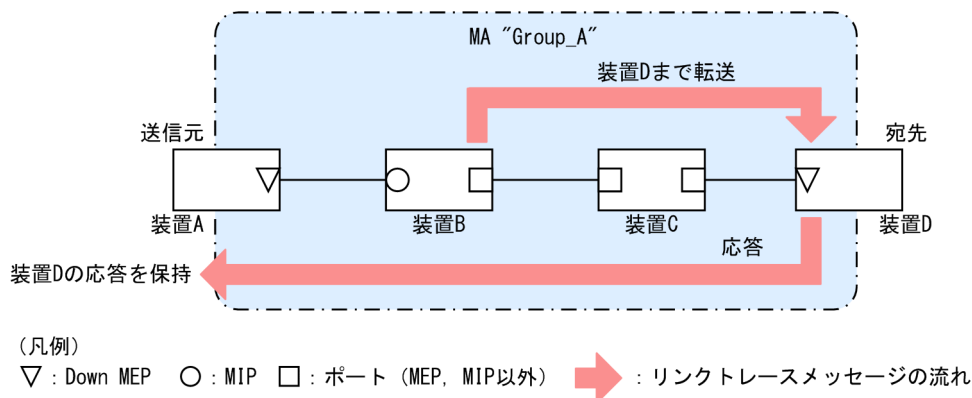 MA "Group_A"
装置Dまで転送
送信元
宛先
装置A
装置B
装置C
装置D
応答
装置Dの応答を保持
（凡例）
▽：Down MEP ○：MIP □：ポート（MEP, MIP以外） ：リンクトレースメッセージの流れ